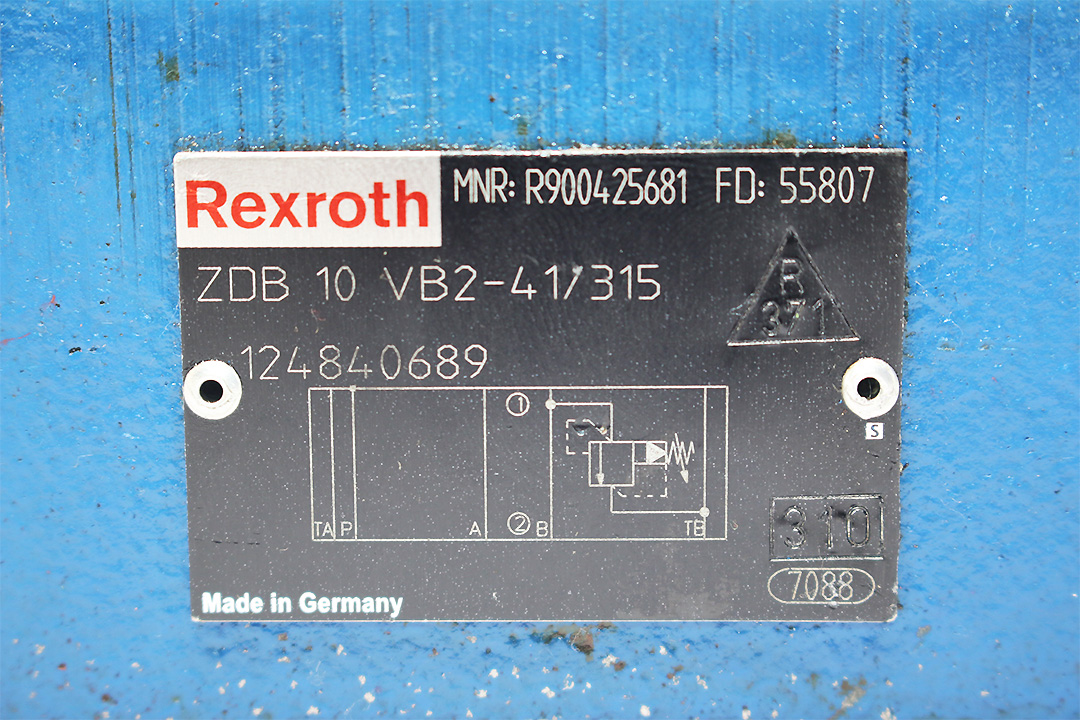 Rexroth MNR: R900425681 FD: 55807
ZDB 10 VB2-41/315
R
371
124840689
①
S
TA P A ② B TB
310
7088
Made in Germany